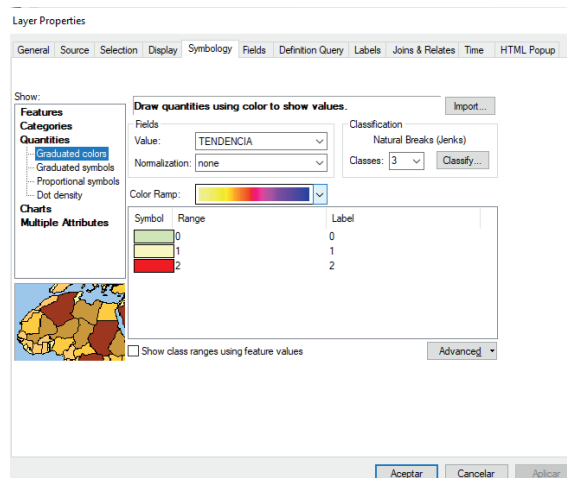 Layer Properties
General Source Selection Display Symbology Fields Definition Query Labels Joins & Relates Time HTML Popup
Show:
Features
Categories
Quantities
Graduated colors
Graduated symbols
Proportional symbols
Dot density
Charts
Multiple Attributes
Draw quantities using color to show values.
Import...
Fields
Value: TENDENCIA
Normalization: none
Classification
Natural Breaks (Jenks)
Classes: 3 Classify...
Color Ramp:
Symbol Range Label
0 0
1 1
2 2
Show class ranges using feature values
Advanced
Aceptar Cancelar Aplicar